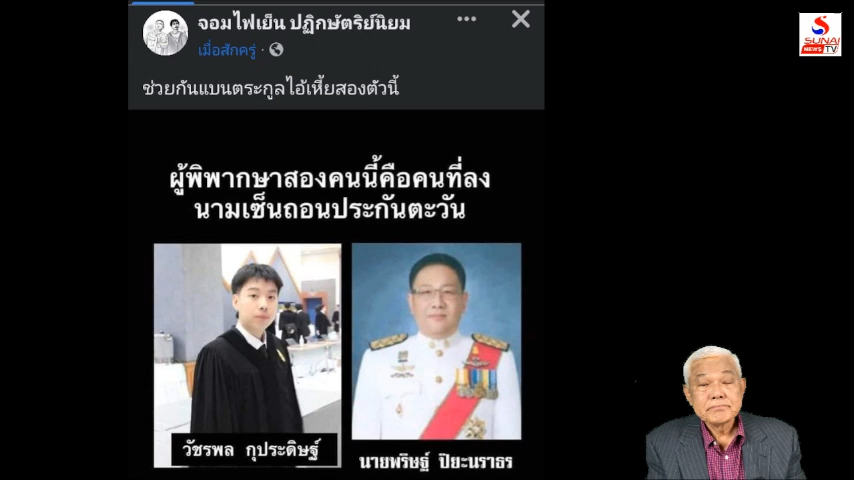 จอมไฟเย็น ปฏิกษัตริย์นิยม
เมื่อสักครู่ ·
ช่วยกันแบนตระกูลไอ้เหี้ยสองตัวนี้
ผู้พิพากษาสองคนนี้คือคนที่ลง
นามเซ็นถอนประกันตะวัน
วัชรพล กุประดิษฐ์
นายพริษฐ์ ปิยะนราธร
SUNAI
NEWS TV